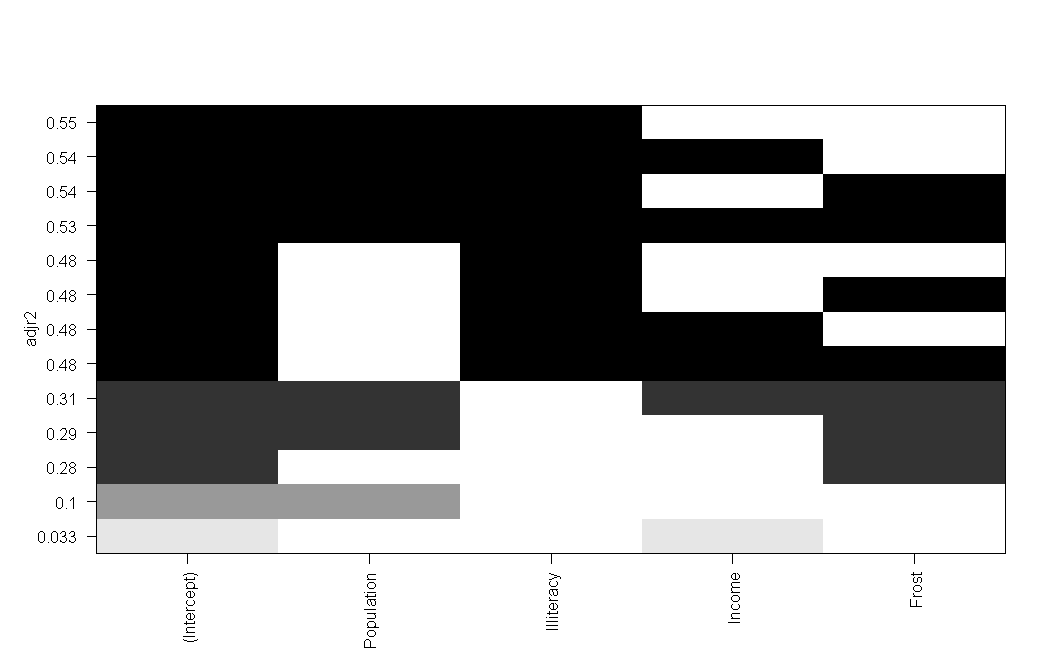 0.55
0.54
0.54
0.53
0.48
0.48
0.48
0.48
0.31
0.29
0.28
0.1
0.033
adjr2
(Intercept)
Population
Illiteracy
Income
Frost